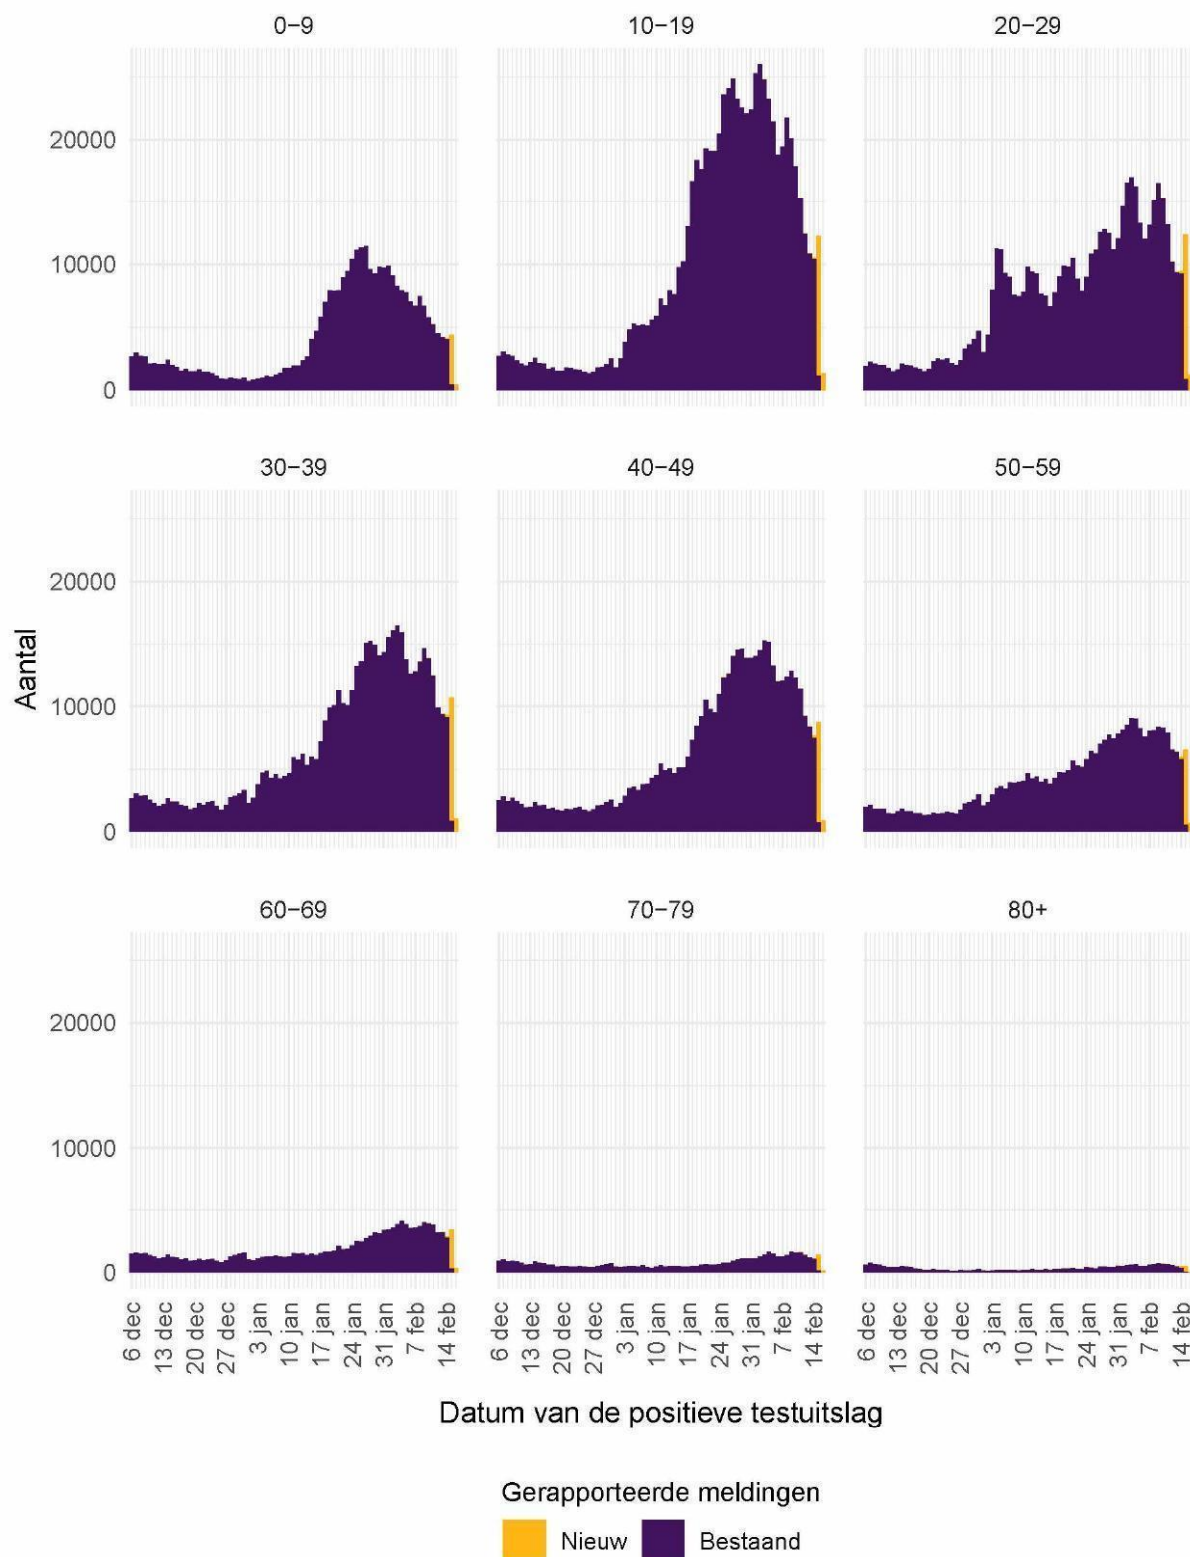 0−9 10−19 20−29
20000
10000
0
30−39 40−49 50−59
20000
10000
0
Aantal
60−69 70−79 80+
20000
10000
0
6 dec 13 dec 20 dec 27 dec 3 jan 10 jan 17 jan 24 jan 31 jan 7 feb 14 feb 6 dec 13 dec 20 dec 27 dec 3 jan 10 jan 17 jan 24 jan 31 jan 7 feb 14 feb 6 dec 13 dec 20 dec 27 dec 3 jan 10 jan 17 jan 24 jan 31 jan 7 feb 14 feb
Datum van de positieve testuitslag
Gerapporteerde meldingen
Nieuw Bestaand